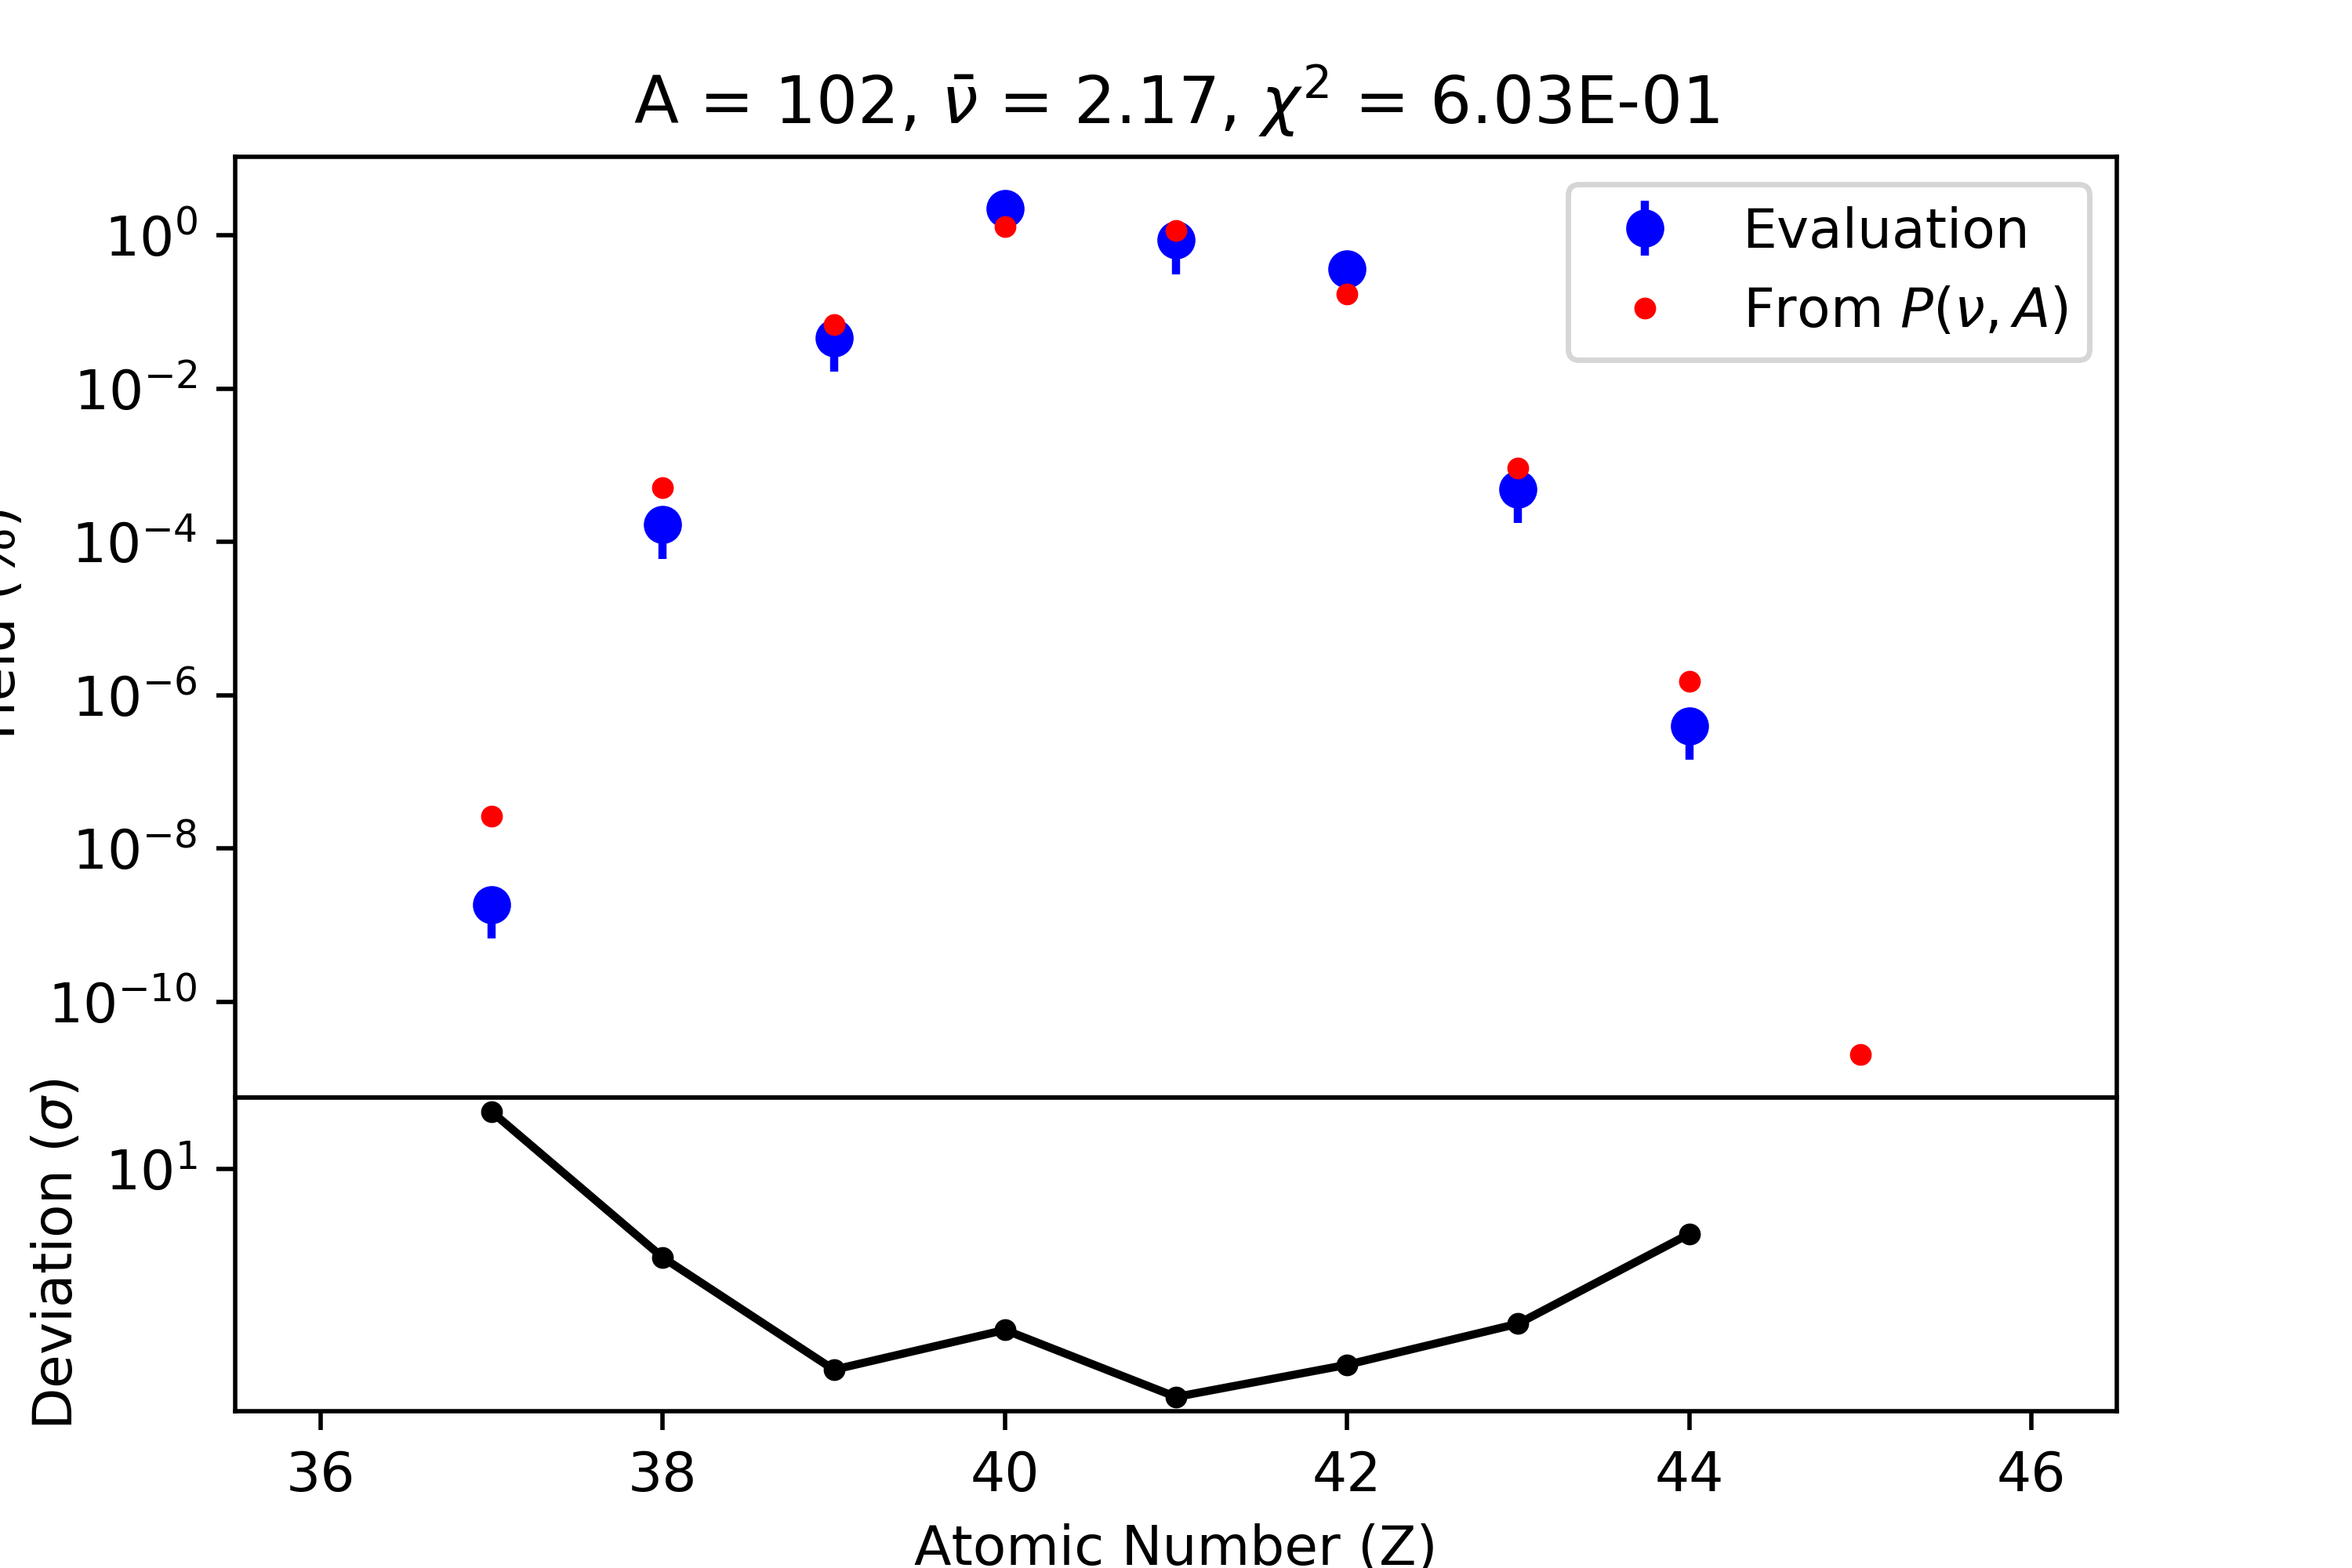 A = 102, ν̄ = 2.17, χ² = 6.03E-01
Evaluation
From P(ν, A)
10⁰
10⁻²
10⁻⁴
10⁻⁶
10⁻⁸
10⁻¹⁰
(%)
Deviation (σ)
10¹
36 38 40 42 44 46
Atomic Number (Z)